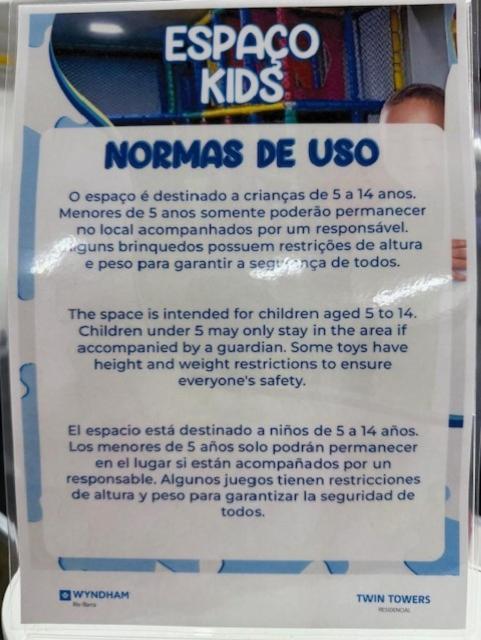 ESPAÇO
KIDS
NORMAS DE USO
O espaço é destinado a crianças de 5 a 14 anos.
Menores de 5 anos somente poderão permanecer
no local acompanhados por um responsável.
Alguns brinquedos possuem restrições de altura
e peso para garantir a segurança de todos.
The space is intended for children aged 5 to 14.
Children under 5 may only stay in the area if
accompanied by a guardian. Some toys have
height and weight restrictions to ensure
everyone's safety.
El espacio está destinado a niños de 5 a 14 años.
Los menores de 5 años solo podrán permanecer
en el lugar si están acompañados por un
responsable. Algunos juegos tienen restricciones
de altura y peso para garantizar la seguridad de
todos.
WYNDHAM
Rio Barra
TWIN TOWERS
RESIDENCIAL